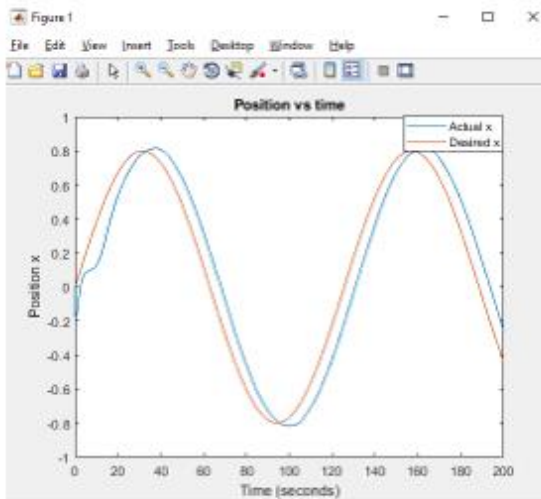 Figure 1
File Edit View Insert Tools Desktop Window Help
Position vs time
Actual x
Desired x
1
0.8
0.6
0.4
0.2
0
-0.2
-0.4
-0.6
-0.8
-1
Position x
0 20 40 60 80 100 120 140 160 180 200
Time (seconds)